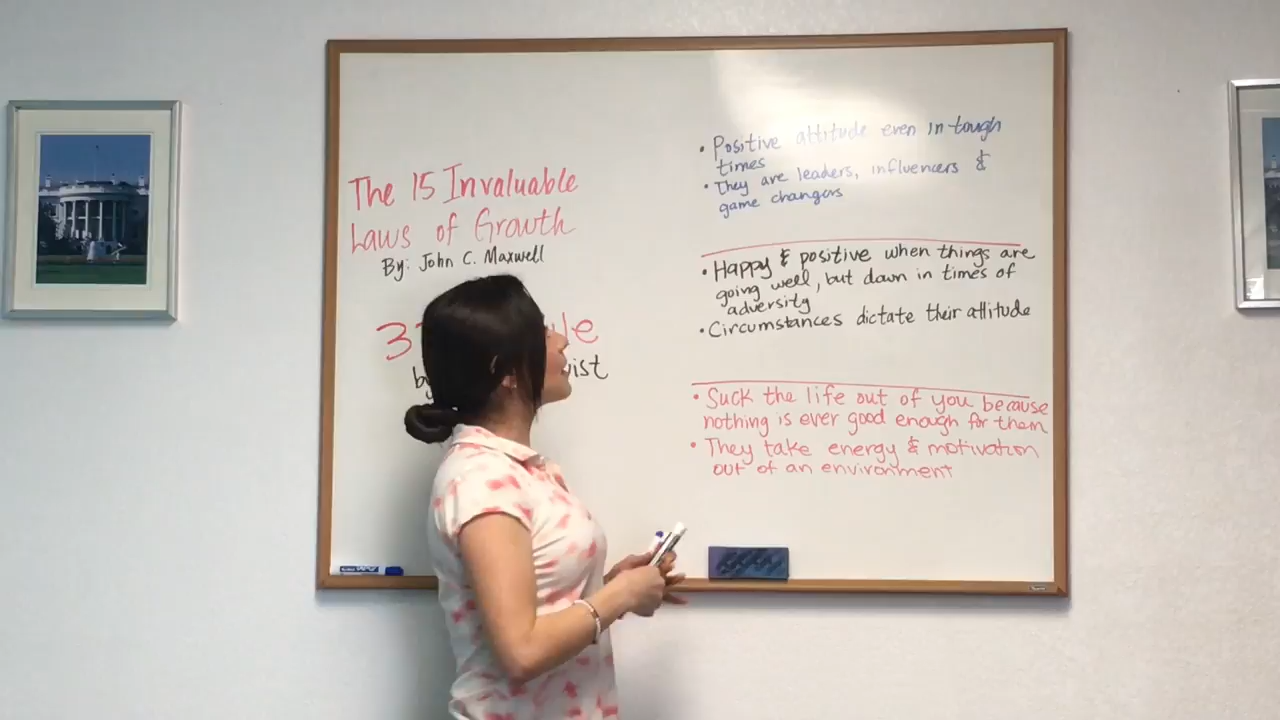 The 15 Invaluable
Laws of Growth
By: John C. Maxwell
3
• Positive attitude even in tough
times
• They are leaders, influencers &
game changers
• Happy & positive when things are
going well, but down in times of
adversity
• Circumstances dictate their attitude
• Suck the life out of you because
nothing is ever good enough for them
• They take energy & motivation
out of an environment